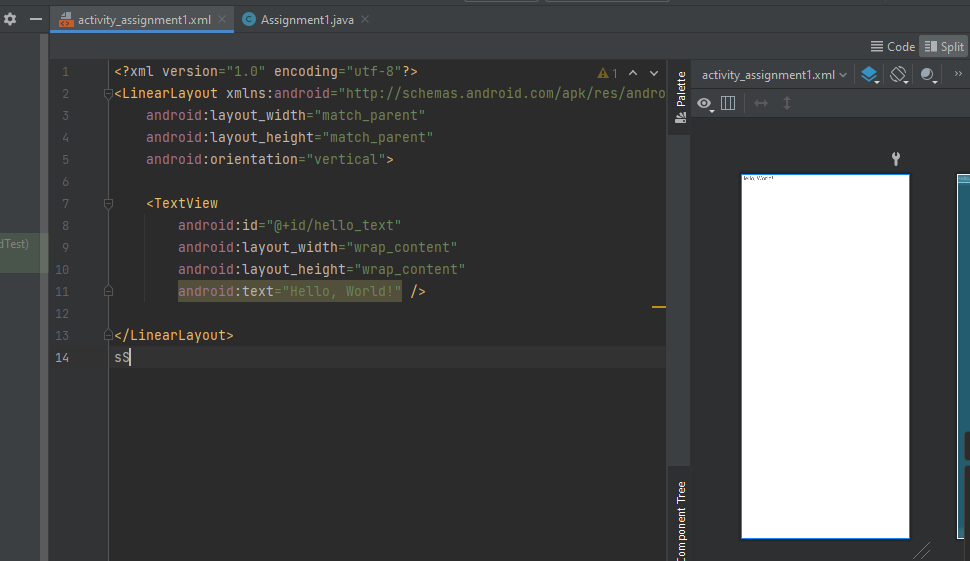 activity_assignment1.xml
Assignment1.java
Code
Split
1 <?xml version="1.0" encoding="utf-8"?>
1
2 <LinearLayout xmlns:android="http://schemas.android.com/apk/res/andro
3 android:layout_width="match_parent"
4 android:layout_height="match_parent"
5 android:orientation="vertical">
6
7 <TextView
8 android:id="@+id/hello_text"
9 android:layout_width="wrap_content"
10 android:layout_height="wrap_content"
11 android:text="Hello, World!" />
12
13 </LinearLayout>
14 sS
dTest)
Palette
Component Tree
activity_assignment1.xml
Hello, World!